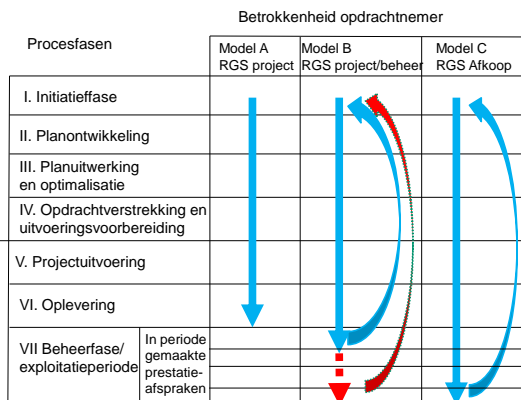 Betrokkenheid opdrachtnemer
Procesfasen
Model A
RGS project
Model B
RGS project/beheer
Model C
RGS Afkoop
I. Initiatieffase
II. Planontwikkeling
III. Planuitwerking
en optimalisatie
IV. Opdrachtverstrekking en
uitvoeringsvoorbereiding
V. Projectuitvoering
VI. Oplevering
VII Beheerfase/
exploitatieperiode
In periode
gemaakte
prestatie-
afspraken